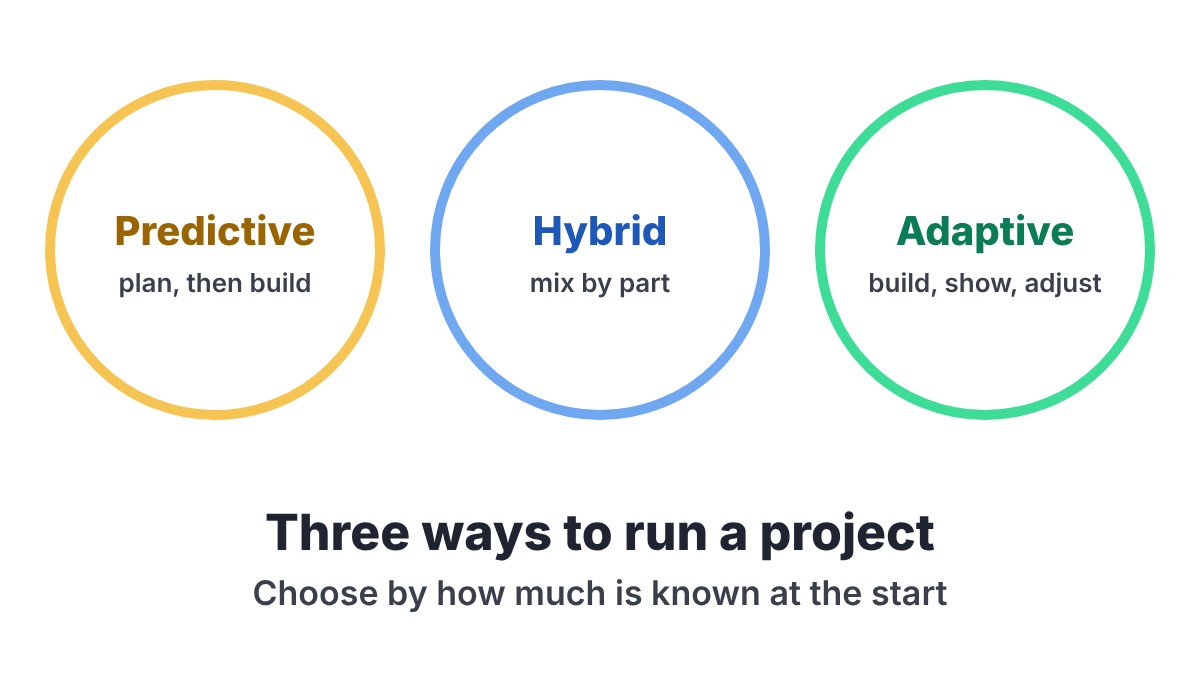 Predictive
plan, then build
Hybrid
mix by part
Adaptive
build, show, adjust
Three ways to run a project
Choose by how much is known at the start